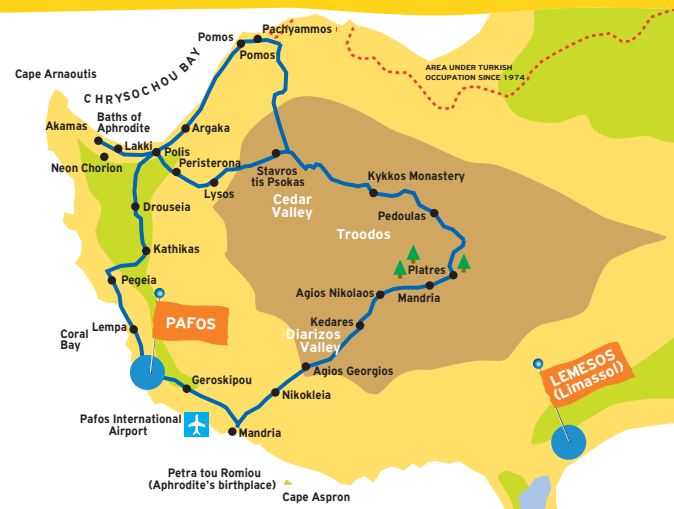 Pachyammos
Pomos
Pomos
AREA UNDER TURKISH
OCCUPATION SINCE 1974
Cape Arnaoutis
CHRYSOCHOU BAY
Baths of
Aphrodite
Akamas
Argaka
Lakki
Polis
Neon Chorion
Peristerona
Stavros
tis Psokas
Kykkos Monastery
Lysos
Cedar
Valley
Drouseia
Pedoulas
Troodos
Kathikas
Platres
Pegeia
Agios Nikolaos
Mandria
PAFOS
Lempa
Coral
Bay
Kedares
Diarizos
Valley
LEMESOS
(Limassol)
Agios Georgios
Geroskipou
Nikokleia
Pafos International
Airport
Mandria
Petra tou Romiou
(Aphrodite's birthplace)
Cape Aspron